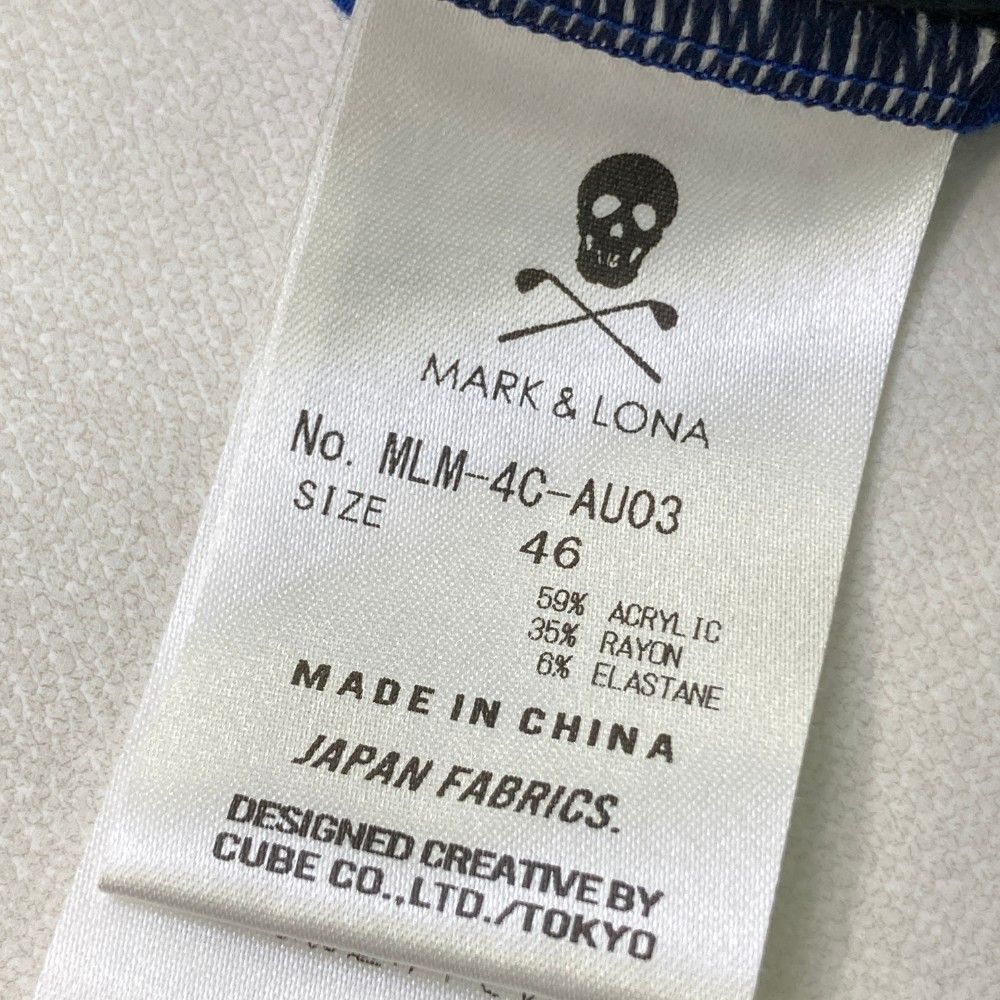 MARK & LONA
No. MLM-4C-AU03
SIZE
46
59% ACRYLIC
35% RAYON
6% ELASTANE
MADE IN CHINA
JAPAN FABRICS.
DESIGNED CREATIVE BY
CUBE CO.,LTD./TOKYO